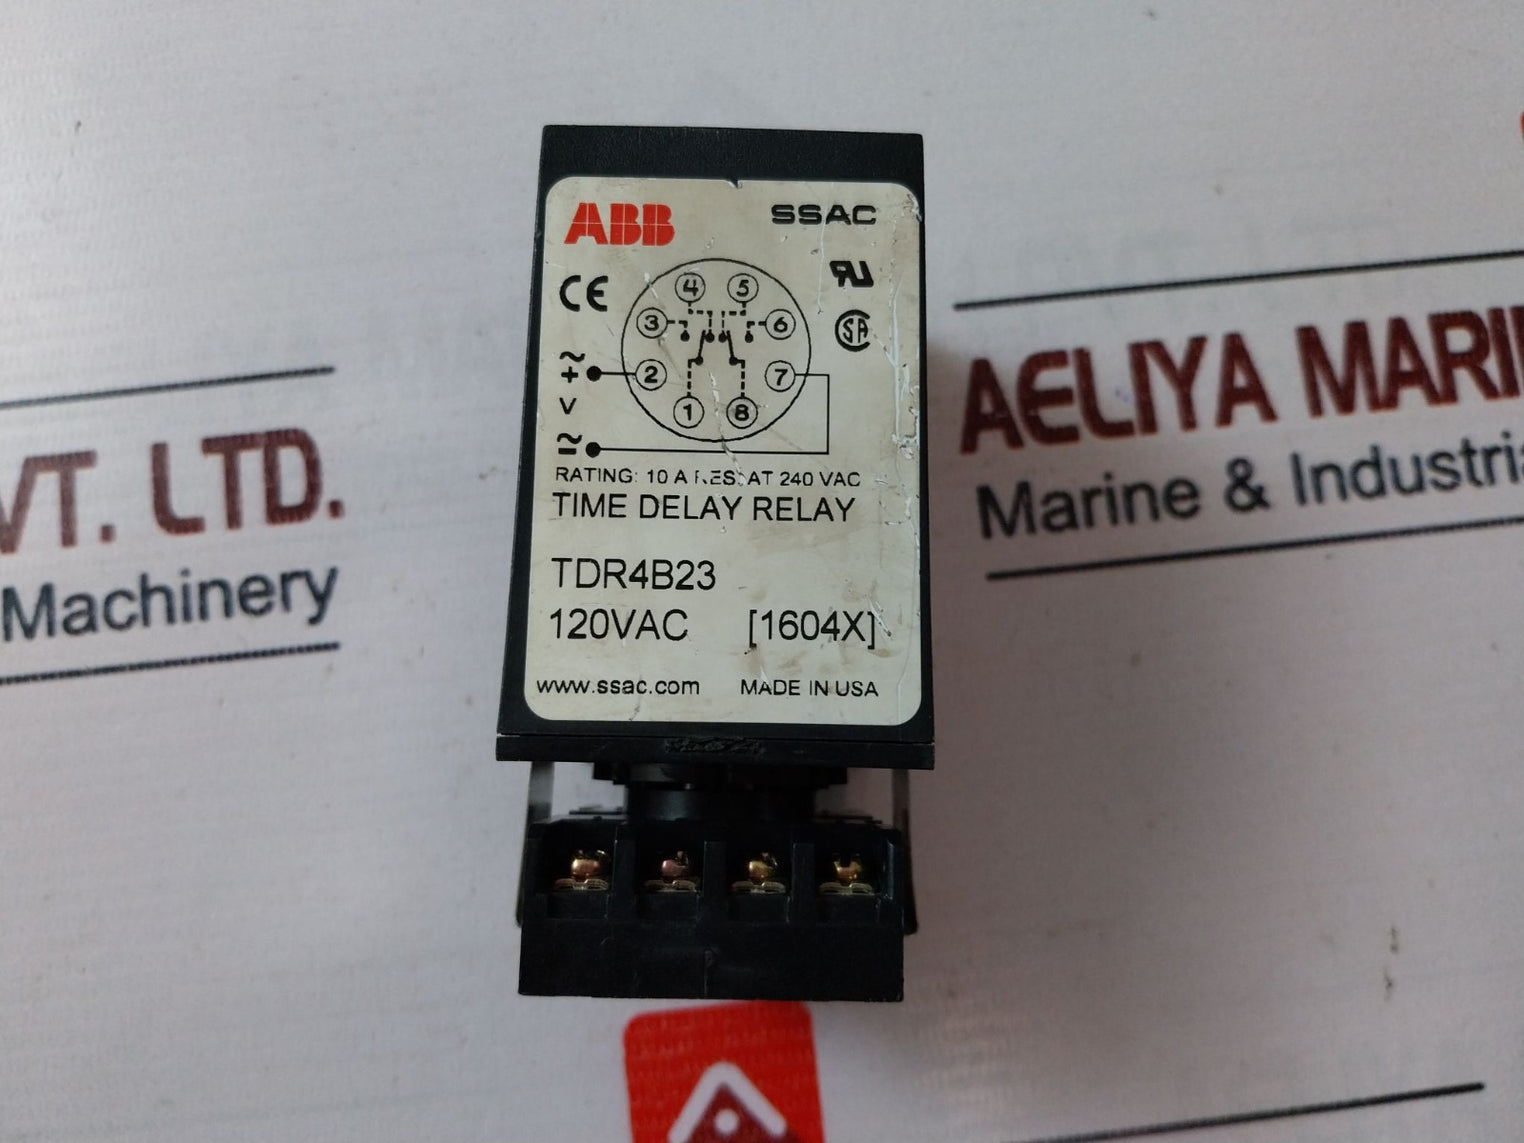 ABB SSAC
CE
4 5
3 6
2 7
+
V
1 8
RATING: 10 A RES. AT 240 VAC
TIME DELAY RELAY
TDR4B23
120VAC [1604X]
www.ssac.com MADE IN USA
VT. LTD.
Machinery
AELIYA MARIN
Marine & Industria